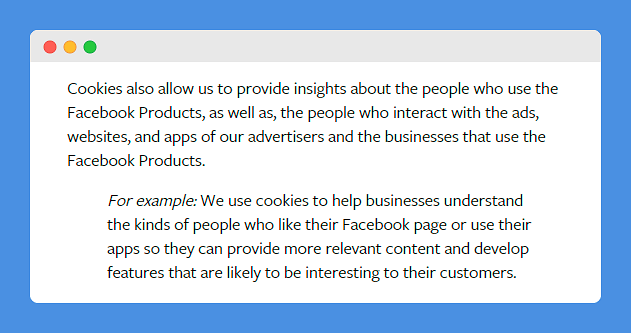 Cookies also allow us to provide insights about the people who use the
Facebook Products, as well as, the people who interact with the ads,
websites, and apps of our advertisers and the businesses that use the
Facebook Products.
For example: We use cookies to help businesses understand
the kinds of people who like their Facebook page or use their
apps so they can provide more relevant content and develop
features that are likely to be interesting to their customers.